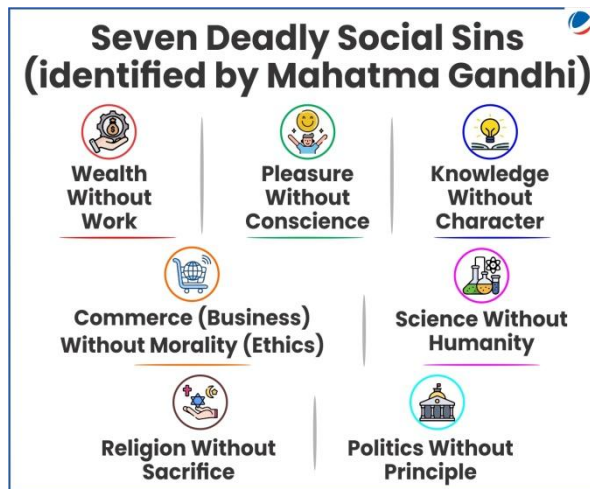 Seven Deadly Social Sins
(identified by Mahatma Gandhi)
Wealth
Without
Work
Pleasure
Without
Conscience
Knowledge
Without
Character
Commerce (Business)
Without Morality (Ethics)
Science Without
Humanity
Religion Without
Sacrifice
Politics Without
Principle